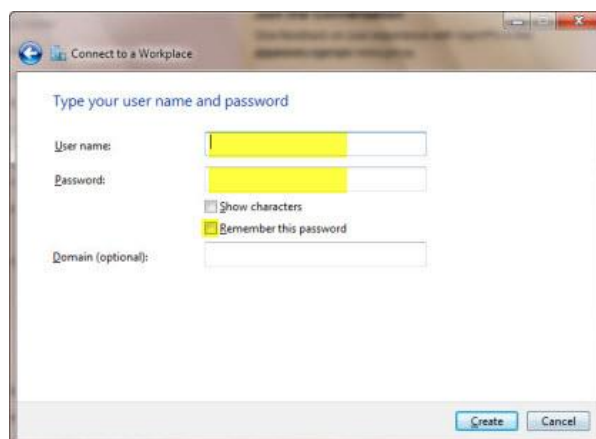 Connect to a Workplace
Type your user name and password
User name:
Password:
Show characters
Remember this password
Domain (optional):
Create Cancel